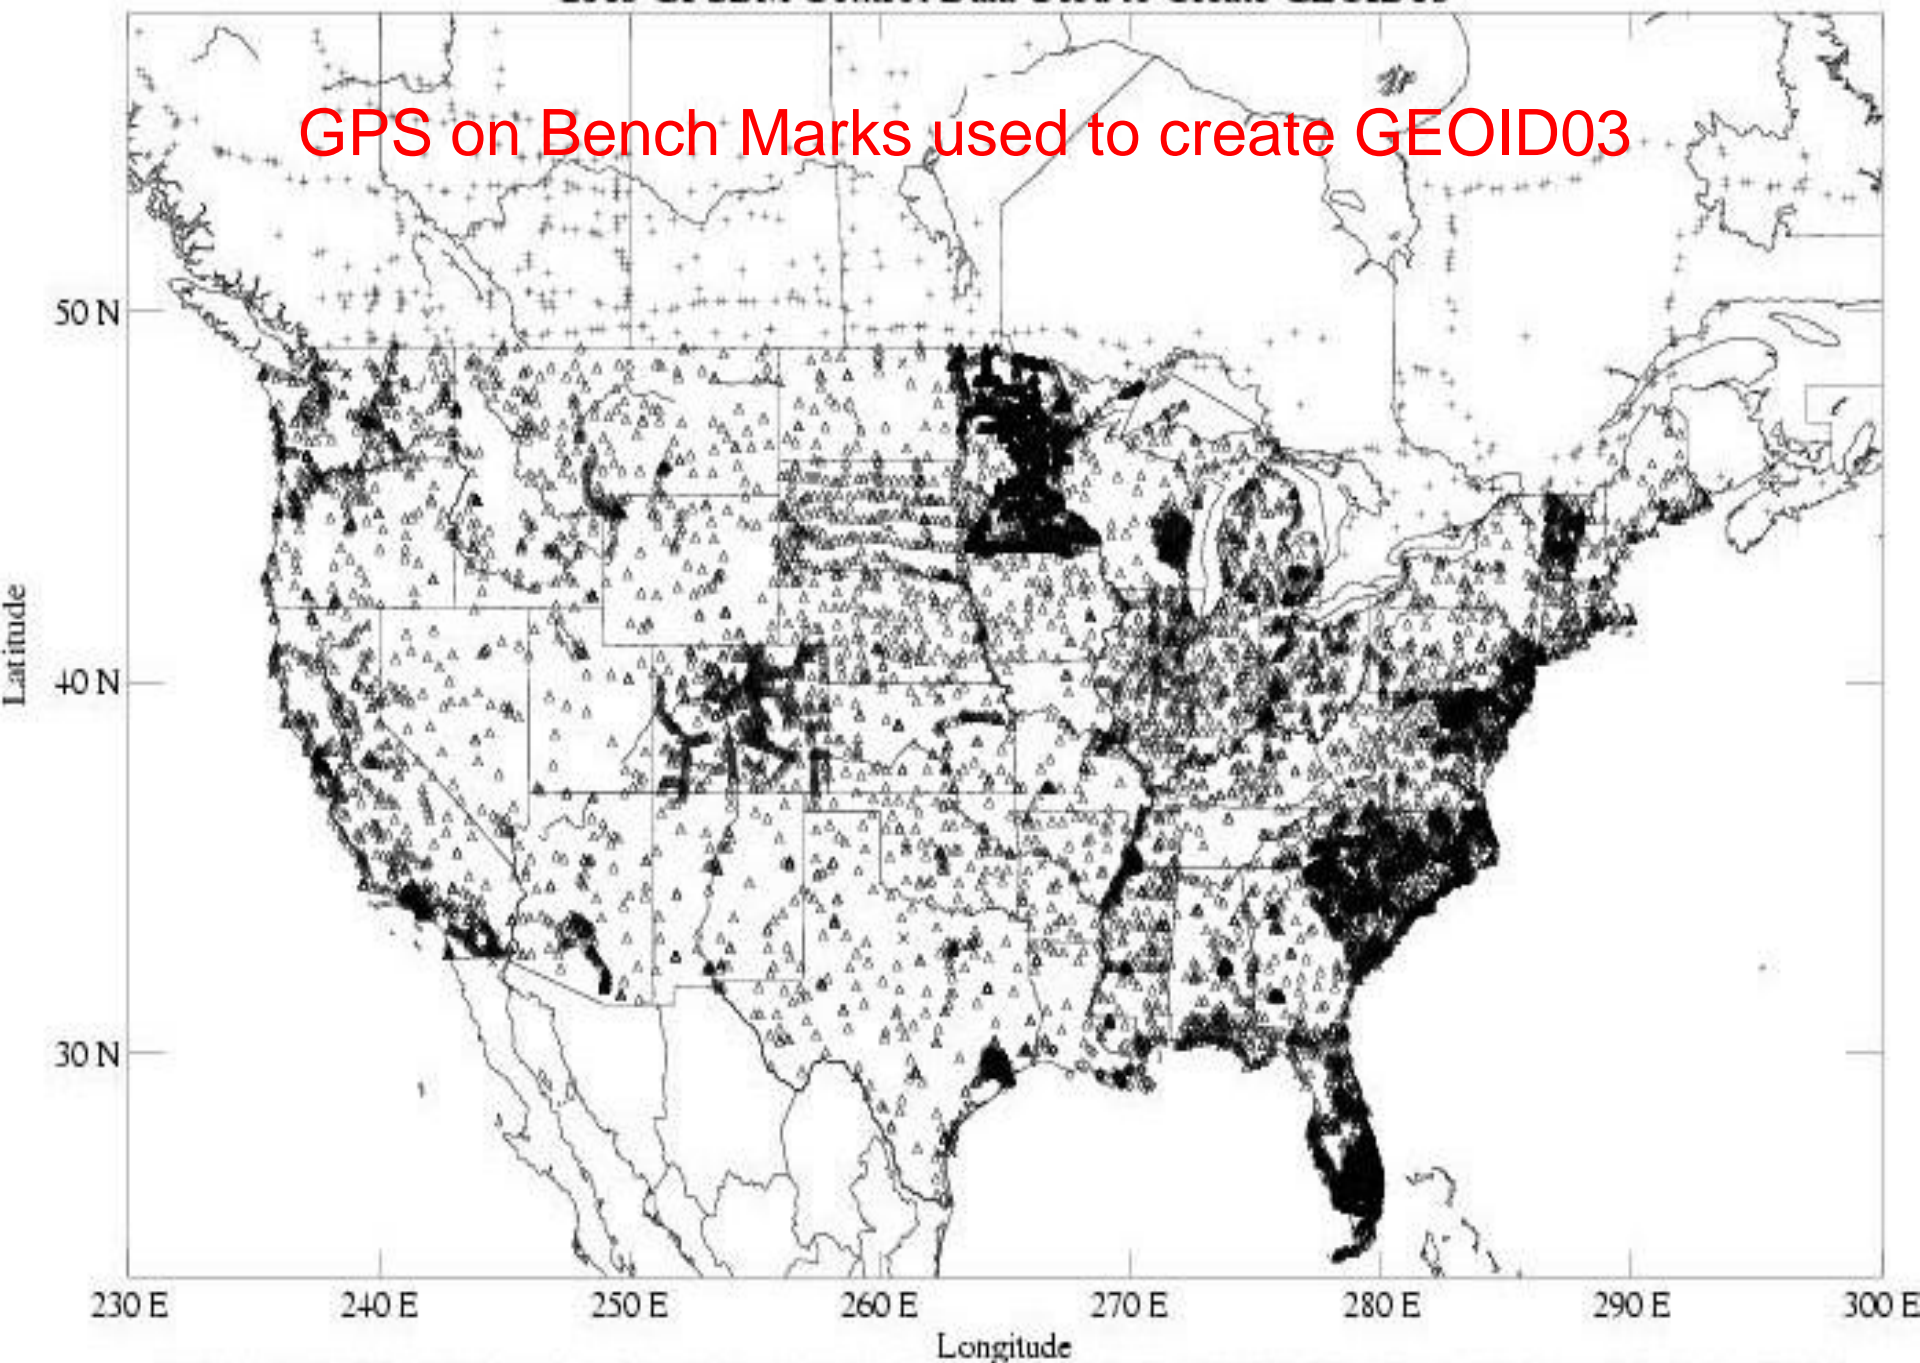 GPS on Bench Marks used to create GEOID03
50 N
40 N
30 N
Latitude
230 E
240 E
250 E
260 E
270 E
280 E
290 E
300 E
Longitude